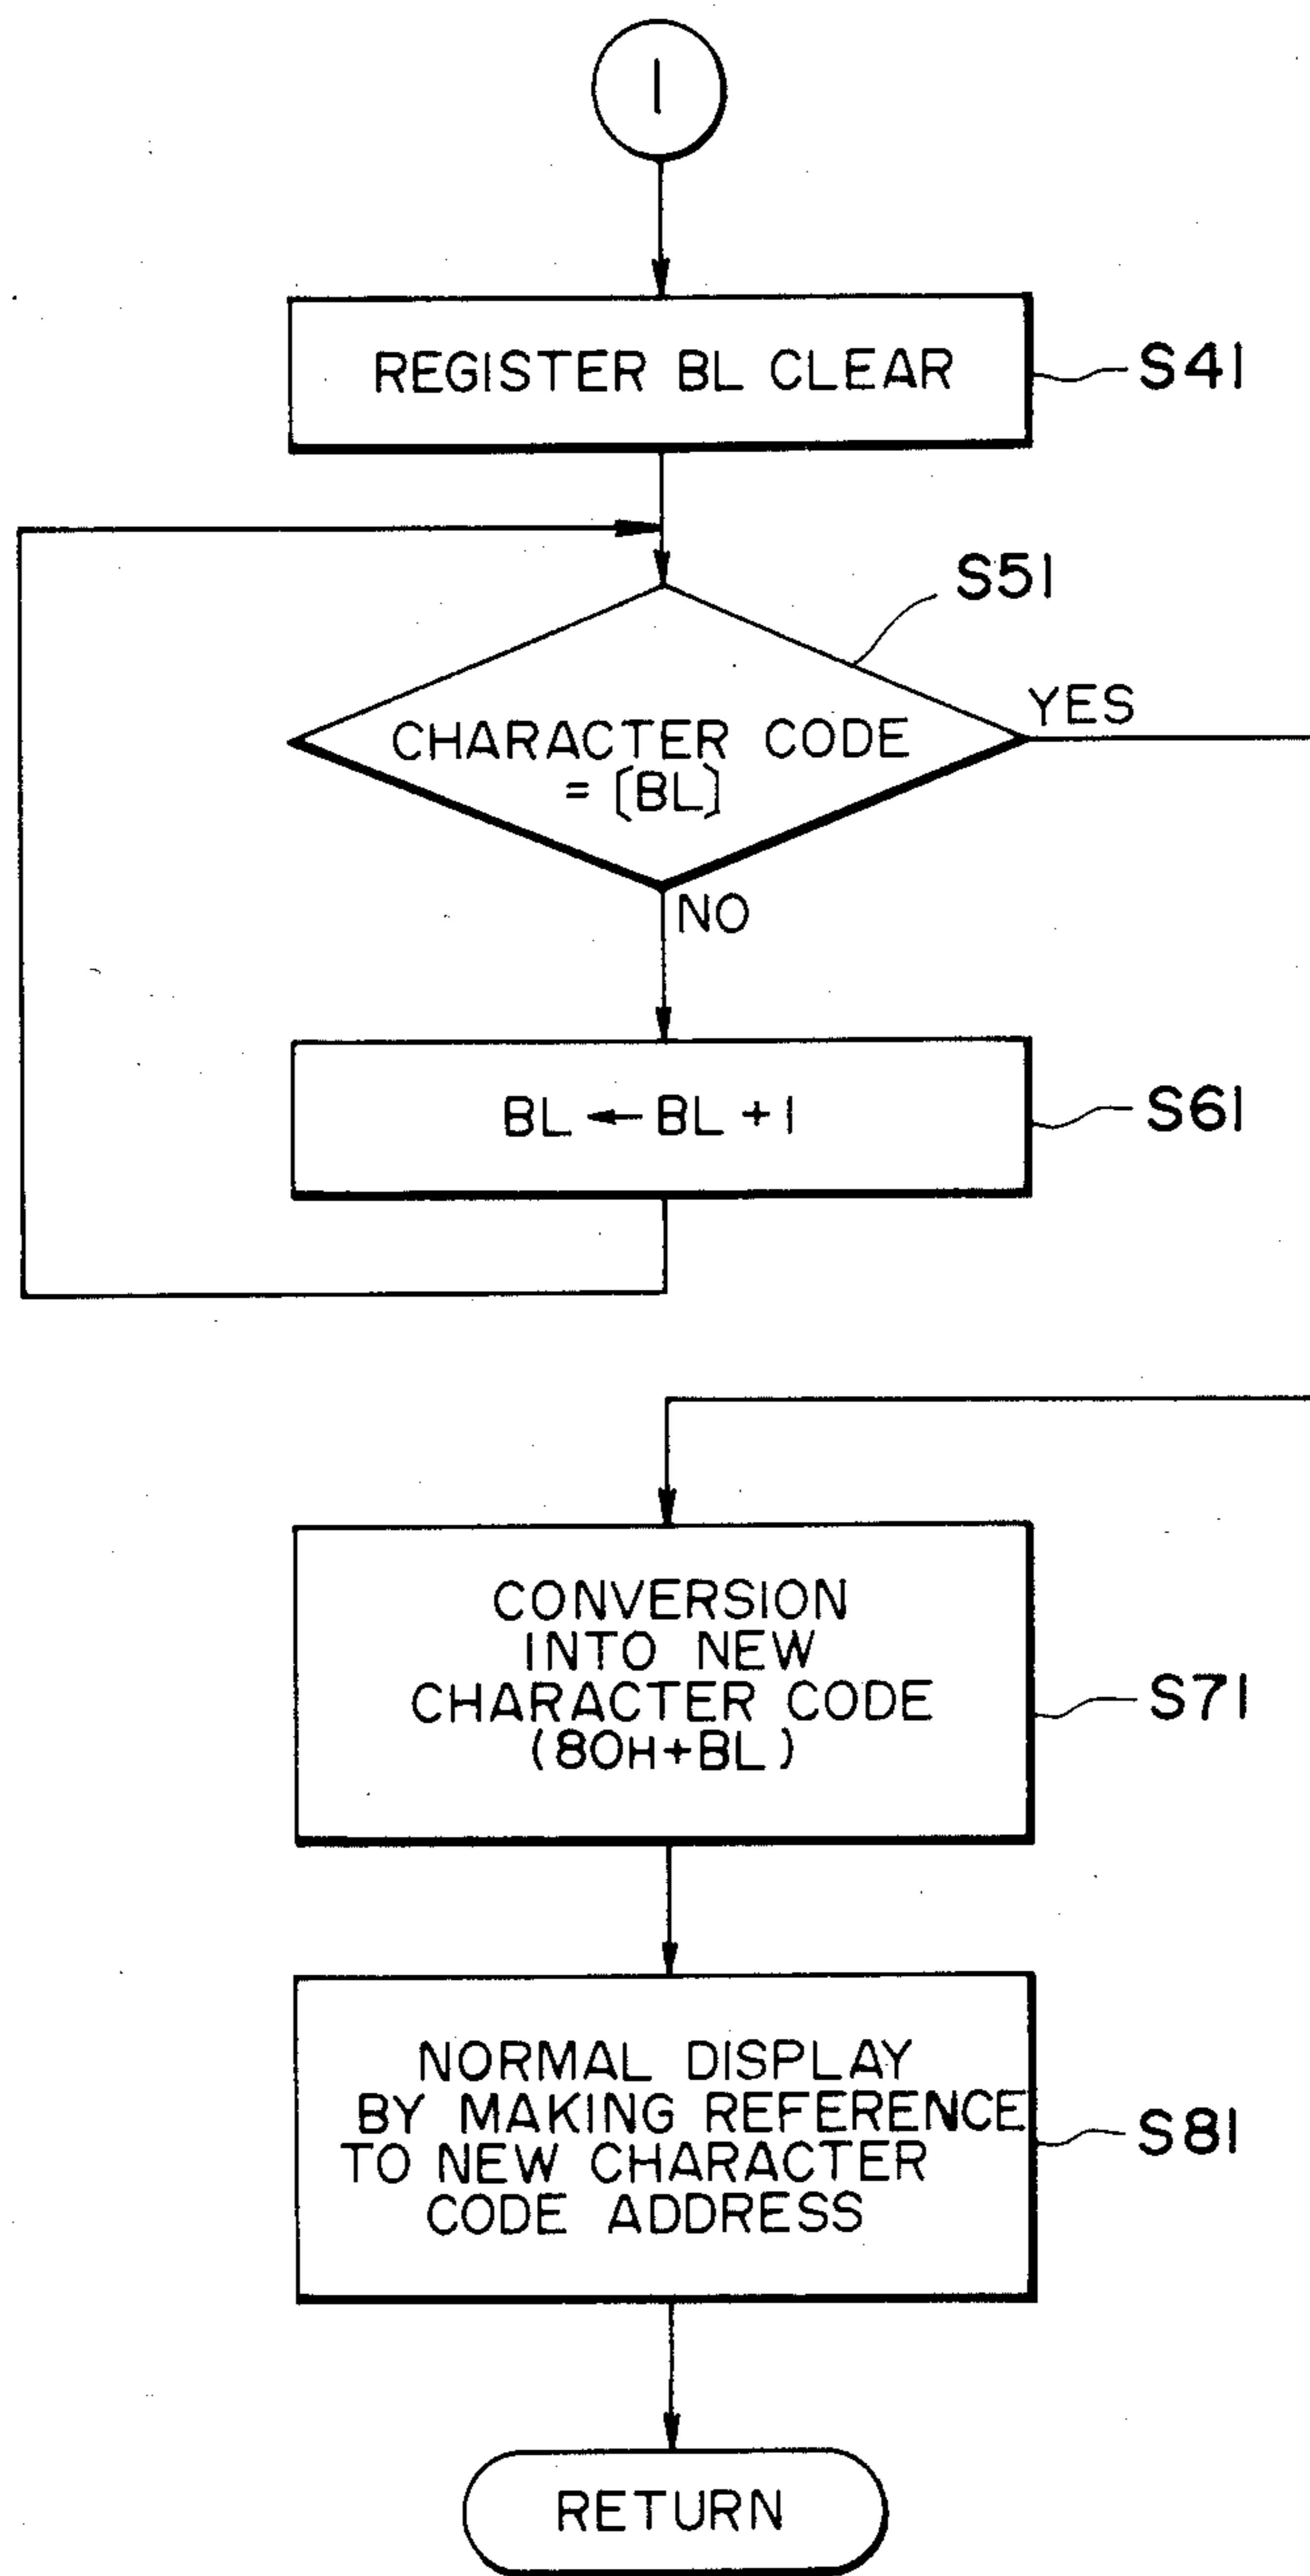 1
REGISTER BL CLEAR
S41
S51
YES
CHARACTER CODE
= [BL]
NO
BL ← BL + 1
S61
CONVERSION
INTO NEW
CHARACTER CODE
(80H+BL)
S71
NORMAL DISPLAY
BY MAKING REFERENCE
TO NEW CHARACTER
CODE ADDRESS
S81
RETURN